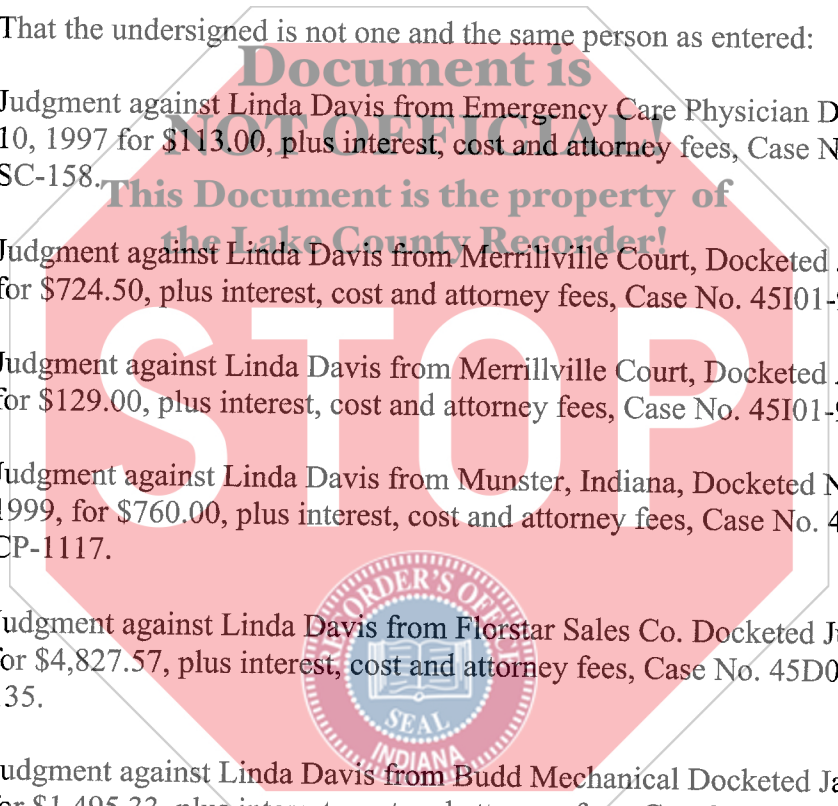 That the undersigned is not one and the same person as entered:
Document is
Judgment against Linda Davis from Emergency Care Physician D
NOT OFFICIAL!
10, 1997 for $113.00, plus interest, cost and attorney fees, Case N
SC-158.
This Document is the property of
the Lake County Recorder!
Judgment against Linda Davis from Merrillville Court, Docketed
for $724.50, plus interest, cost and attorney fees, Case No. 45I01-
STOP
Judgment against Linda Davis from Merrillville Court, Docketed
for $129.00, plus interest, cost and attorney fees, Case No. 45I01-
Judgment against Linda Davis from Munster, Indiana, Docketed N
1999, for $760.00, plus interest, cost and attorney fees, Case No. 4
CP-1117.
RECORDER'S OFFICE
udgment against Linda Davis from Florstar Sales Co. Docketed J
for $4,827.57, plus interest, cost and attorney fees, Case No. 45D0
35.
SEAL
INDIANA
udgment against Linda Davis from Budd Mechanical Docketed Ja